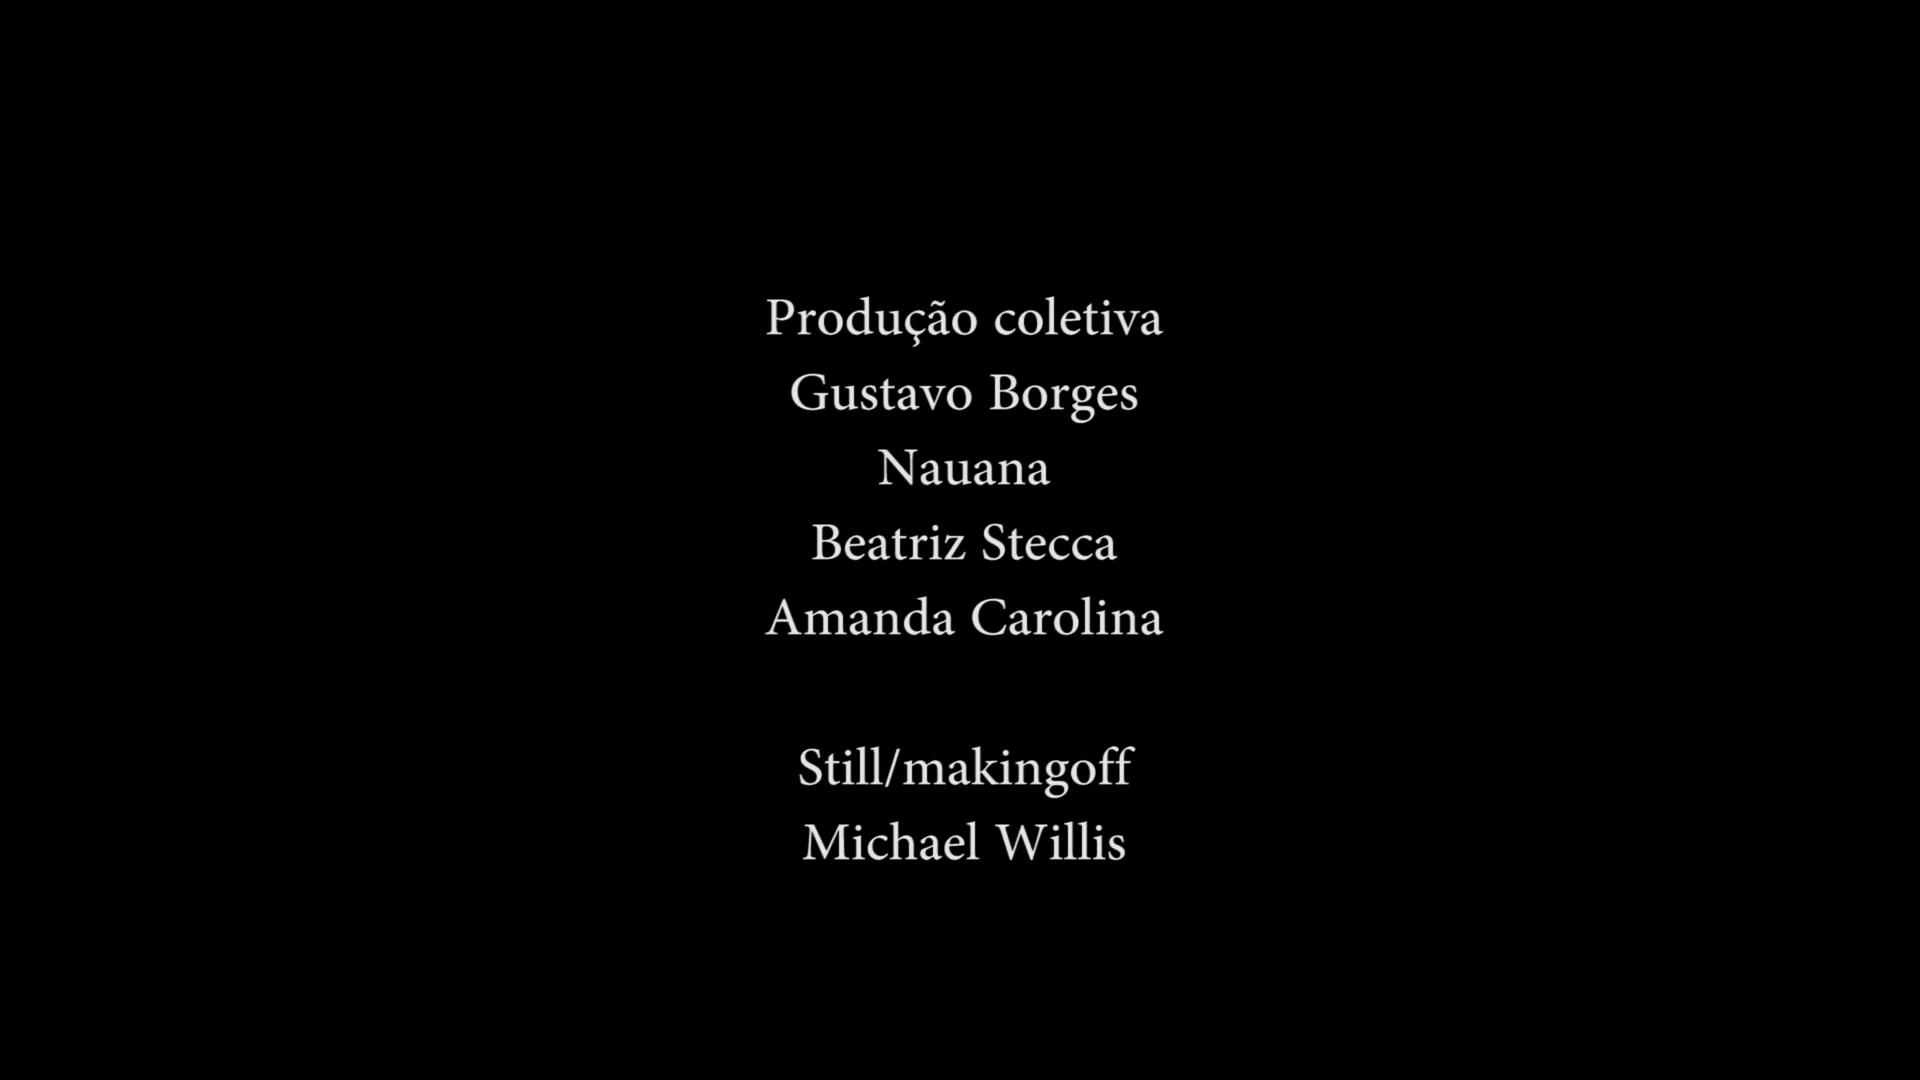 Produção coletiva
Gustavo Borges
Nauana
Beatriz Stecca
Amanda Carolina
Still/makingoff
Michael Willis